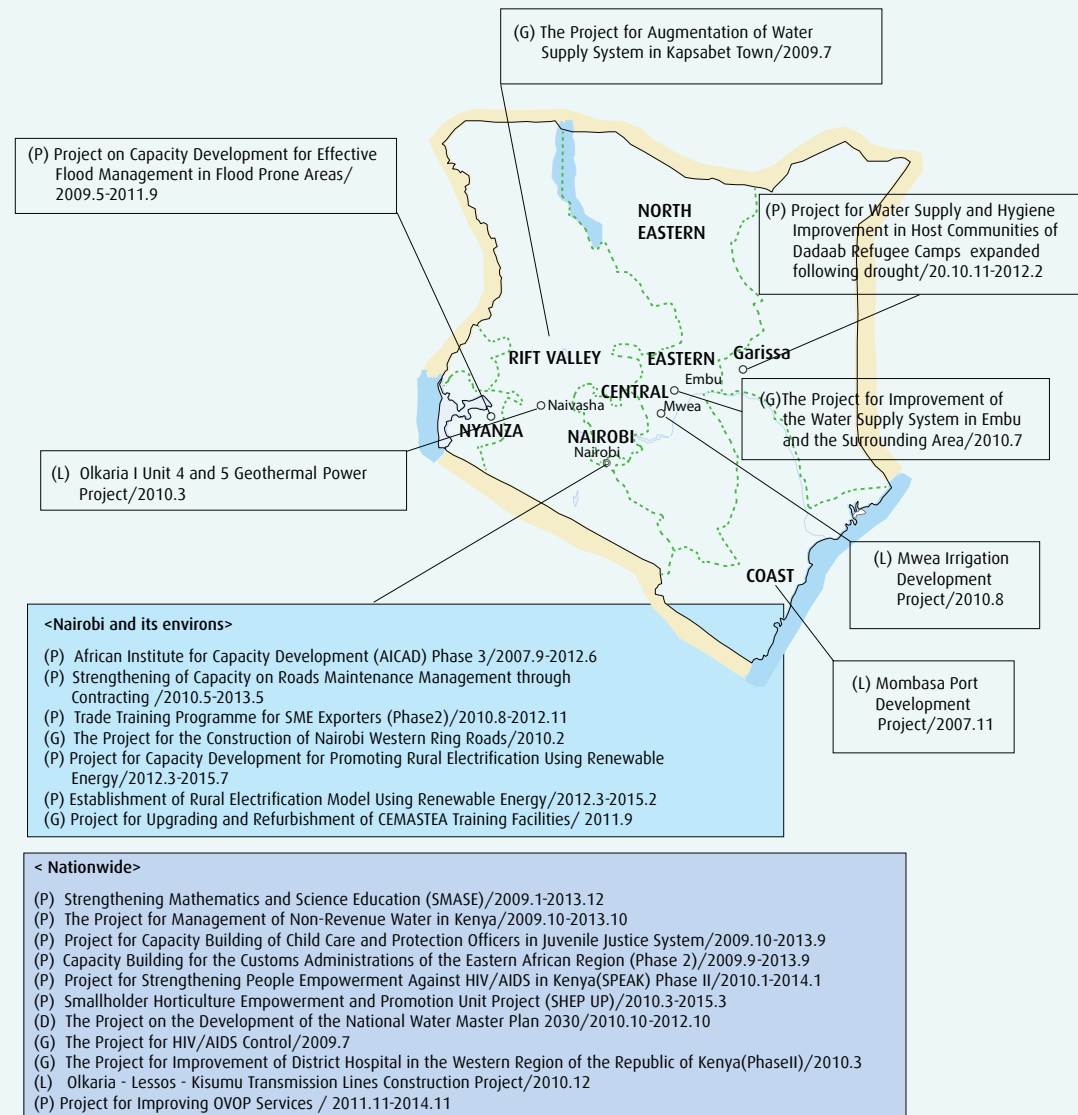 (G) The Project for Augmentation of Water
Supply System in Kapsabet Town/2009.7
(P) Project on Capacity Development for Effective
Flood Management in Flood Prone Areas/
2009.5-2011.9
NORTH
EASTERN
(P) Project for Water Supply and Hygiene
Improvement in Host Communities of
Dadaab Refugee Camps expanded
following drought/20.10.11-2012.2
RIFT VALLEY
EASTERN
Garissa
Embu
CENTRAL
Naivasha
Mwea
(G)The Project for Improvement of
the Water Supply System in Embu
and the Surrounding Area/2010.7
NYANZA
NAIROBI
Nairobi
(L) Olkaria I Unit 4 and 5 Geothermal Power
Project/2010.3
(L) Mwea Irrigation
Development
Project/2010.8
COAST
(L) Mombasa Port
Development
Project/2007.11
<Nairobi and its environs>
(P) African Institute for Capacity Development (AICAD) Phase 3/2007.9-2012.6
(P) Strengthening of Capacity on Roads Maintenance Management through
Contracting /2010.5-2013.5
(P) Trade Training Programme for SME Exporters (Phase2)/2010.8-2012.11
(G) The Project for the Construction of Nairobi Western Ring Roads/2010.2
(P) Project for Capacity Development for Promoting Rural Electrification Using Renewable
Energy/2012.3-2015.7
(P) Establishment of Rural Electrification Model Using Renewable Energy/2012.3-2015.2
(G) Project for Upgrading and Refurbishment of CEMASTEA Training Facilities/ 2011.9
< Nationwide>
(P) Strengthening Mathematics and Science Education (SMASE)/2009.1-2013.12
(P) The Project for Management of Non-Revenue Water in Kenya/2009.10-2013.10
(P) Project for Capacity Building of Child Care and Protection Officers in Juvenile Justice System/2009.10-2013.9
(P) Capacity Building for the Customs Administrations of the Eastern African Region (Phase 2)/2009.9-2013.9
(P) Project for Strengthening People Empowerment Against HIV/AIDS in Kenya(SPEAK) Phase II/2010.1-2014.1
(P) Smallholder Horticulture Empowerment and Promotion Unit Project (SHEP UP)/2010.3-2015.3
(D) The Project on the Development of the National Water Master Plan 2030/2010.10-2012.10
(G) The Project for HIV/AIDS Control/2009.7
(G) The Project for Improvement of District Hospital in the Western Region of the Republic of Kenya(PhaseII)/2010.3
(L) Olkaria - Lessos - Kisumu Transmission Lines Construction Project/2010.12
(P) Project for Improving OVOP Services / 2011.11-2014.11